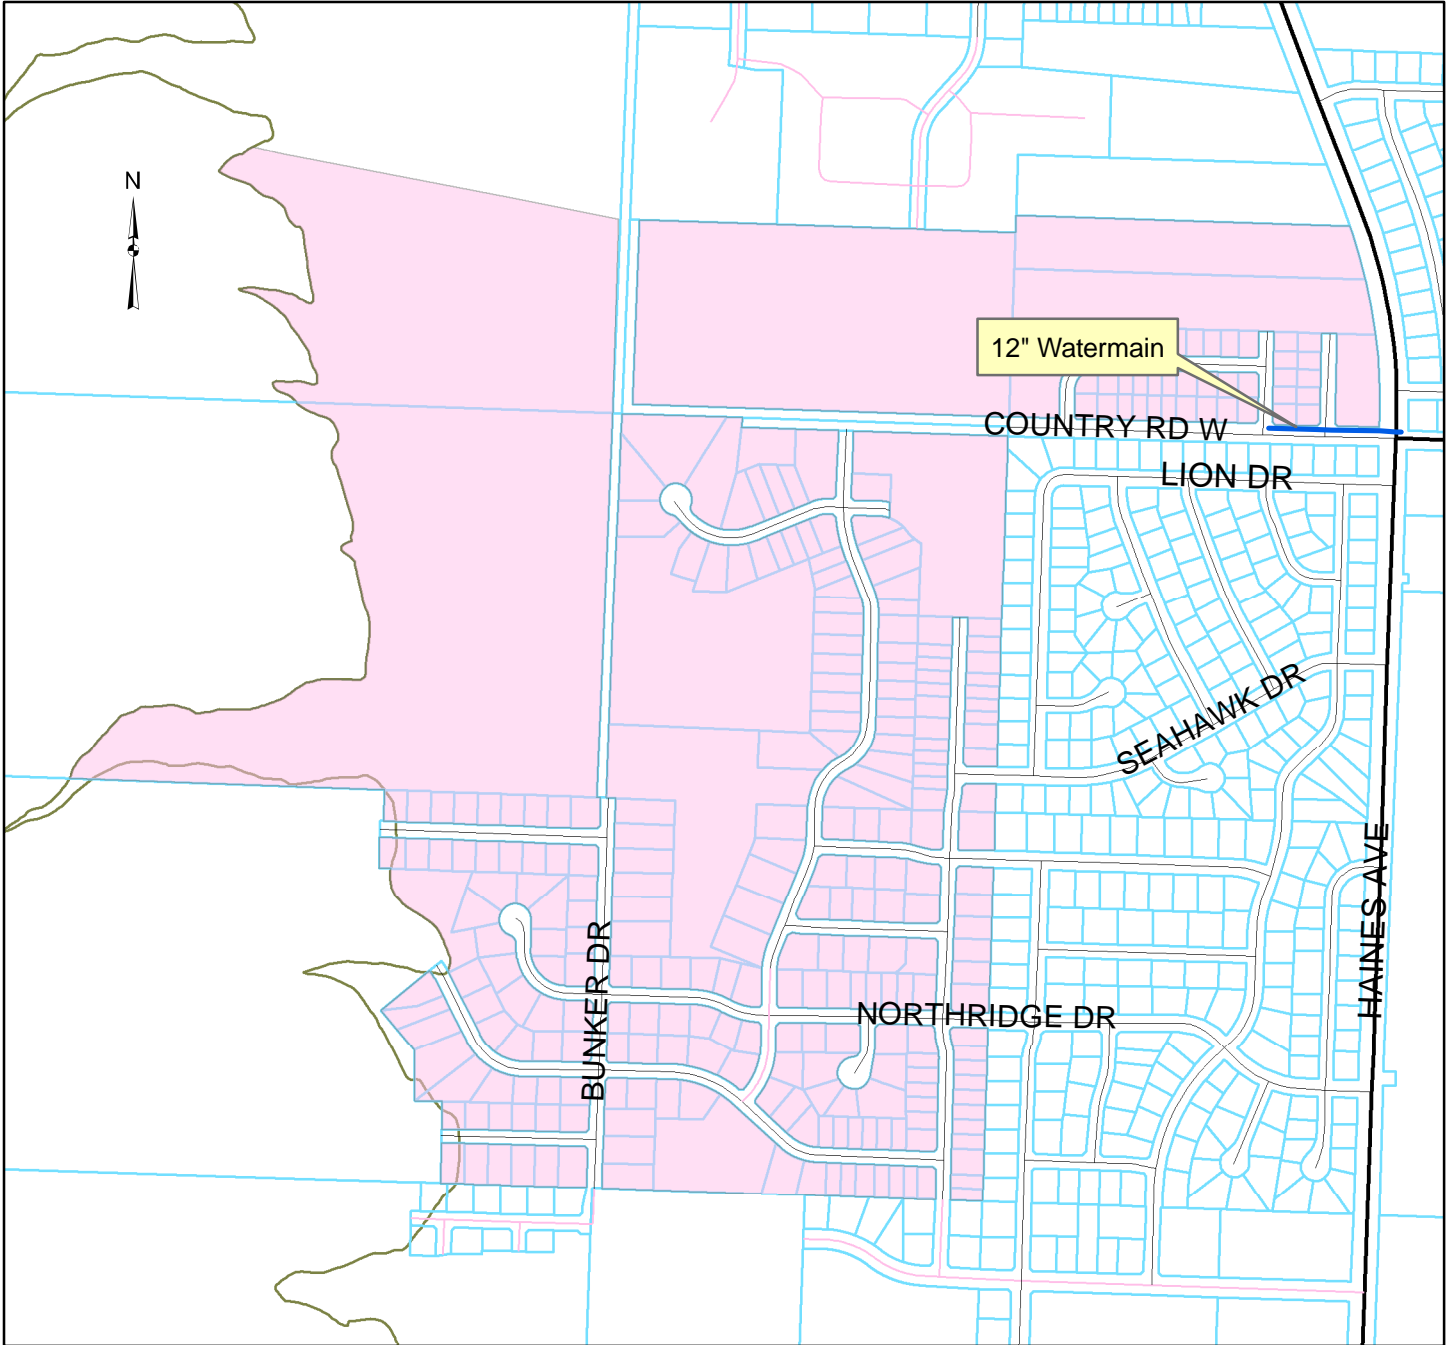 N
12" Watermain
COUNTRY RD W
LION DR
SEAHAWK DR
HAINES AVE
BUNKER DR
NORTHRIDGE DR